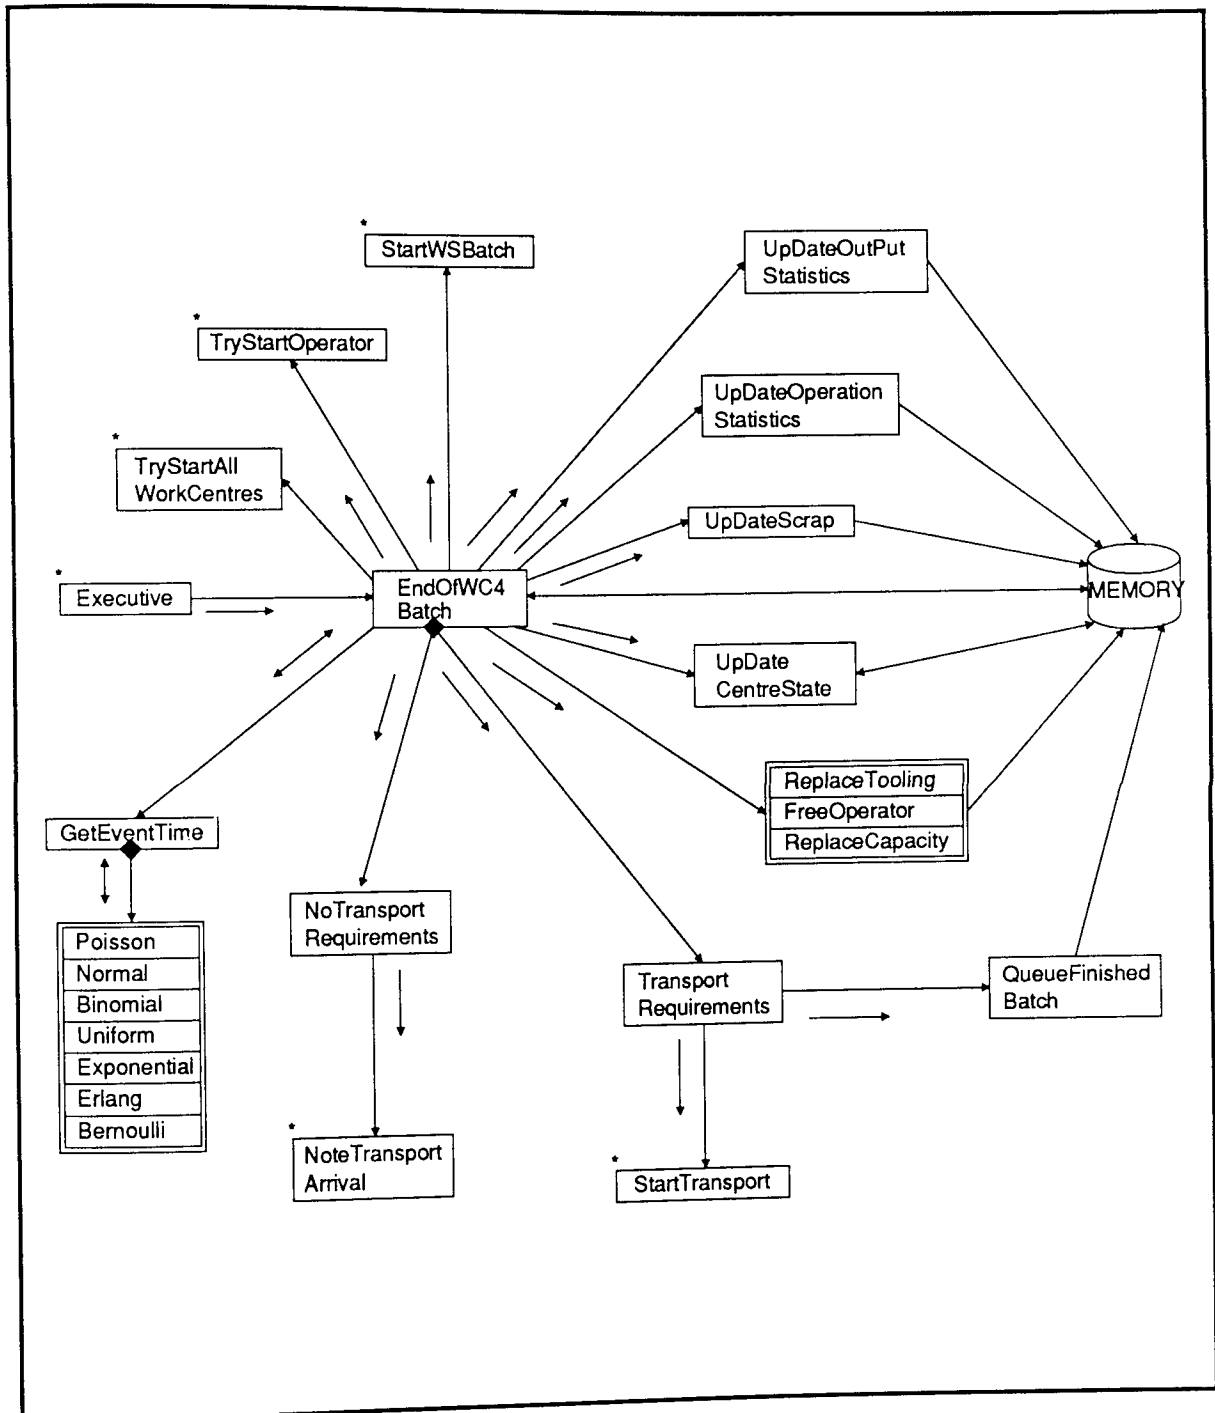 *
StartWSBatch
UpDateOutPut
Statistics
*
TryStartOperator
UpDateOperation
Statistics
*
TryStartAll
WorkCentres
UpDateScrap
*
Executive
EndOfWC4
Batch
MEMORY
UpDate
CentreState
ReplaceTooling
FreeOperator
ReplaceCapacity
GetEventTime
Poisson
Normal
Binomial
Uniform
Exponential
Erlang
Bernoulli
NoTransport
Requirements
Transport
Requirements
QueueFinished
Batch
*
NoteTransport
Arrival
*
StartTransport